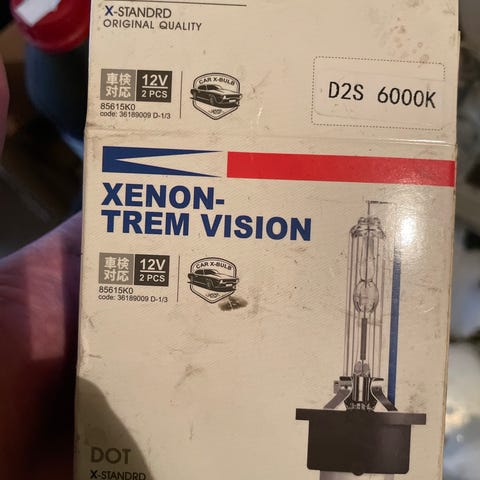 X-STANDRD
ORIGINAL QUALITY
車検対応
12V
2 PCS
CAR X-BULB
85615K0
code: 36189009 D-1/3
D2S 6000K
XENON-
TREM VISION
車検対応
12V
2 PCS
CAR X-BULB
85615K0
code: 36189009 D-1/3
DOT
X-STANDRD